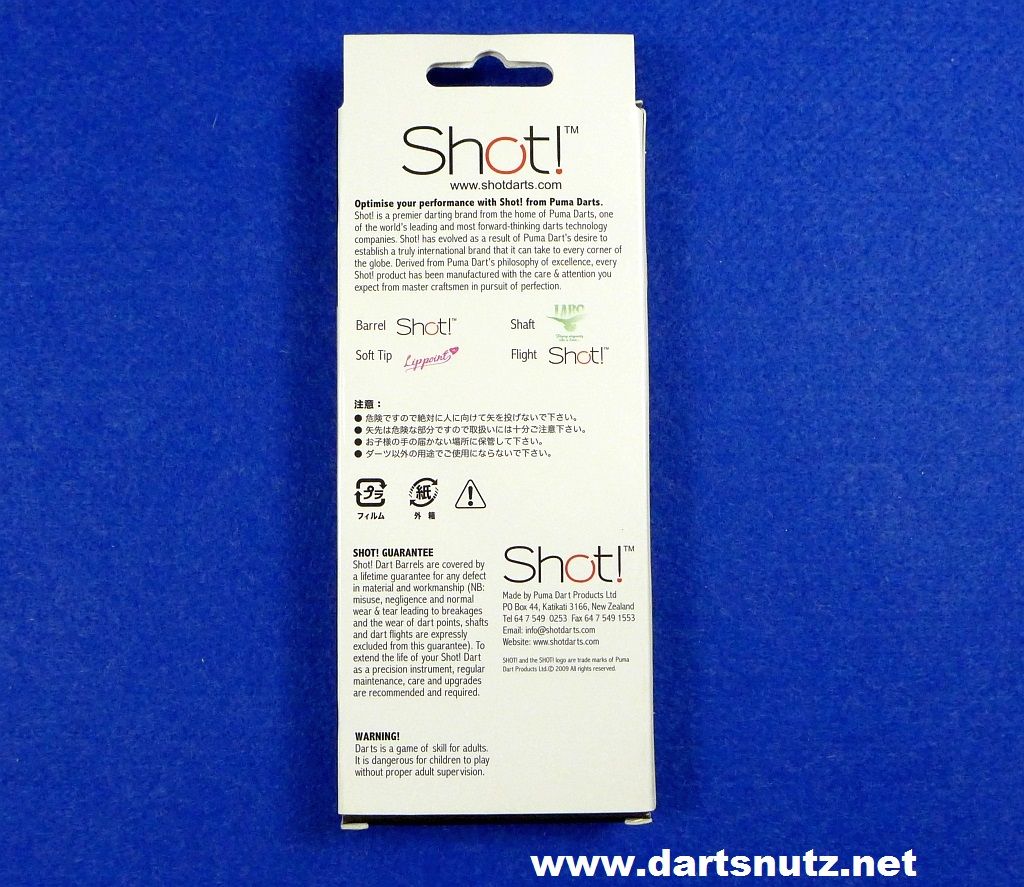 Shot!™
www.shotdarts.com
Optimise your performance with Shot! from Puma Darts.
Shot! is a premier darting brand from the home of Puma Darts, one
of the world's leading and most forward-thinking darts technology
companies. Shot! has evolved as a result of Puma Dart's desire to
establish a truly international brand that it can take to every corner of
the globe. Derived from Puma Dart's philosophy of excellence, every
Shot! product has been manufactured with the care & attention you
expect from master craftsmen in pursuit of perfection.
Barrel Shot!™
Shaft
Soft Tip Lippoint
Flight Shot!™
注意：
● 危険ですので絶対に人に向けて矢を投げないで下さい。
● 矢先は危険な部分ですので取扱いには十分ご注意下さい。
● お子様の手の届かない場所に保管して下さい。
● ダーツ以外の用途でご使用にならないで下さい。
プラ 紙
フィルム 外箱
SHOT! GUARANTEE
Shot! Dart Barrels are covered by
a lifetime guarantee for any defect
in material and workmanship (NB:
misuse, negligence and normal
wear & tear leading to breakages
and the wear of dart points, shafts
and dart flights are expressly
excluded from this guarantee). To
extend the life of your Shot! Dart
as a precision instrument, regular
maintenance, care and upgrades
are recommended and required.
Shot!™
Made by Puma Dart Products Ltd
PO Box 44, Katikati 3166, New Zealand
Tel 64 7 549 0253 Fax 64 7 549 1553
Email: info@shotdarts.com
Website: www.shotdarts.com
SHOT! and the SHOT! logo are trade marks of Puma
Dart Products Ltd.© 2009 All rights reserved.
WARNING!
Darts is a game of skill for adults.
It is dangerous for children to play
without proper adult supervision.
www.dartsnutz.net